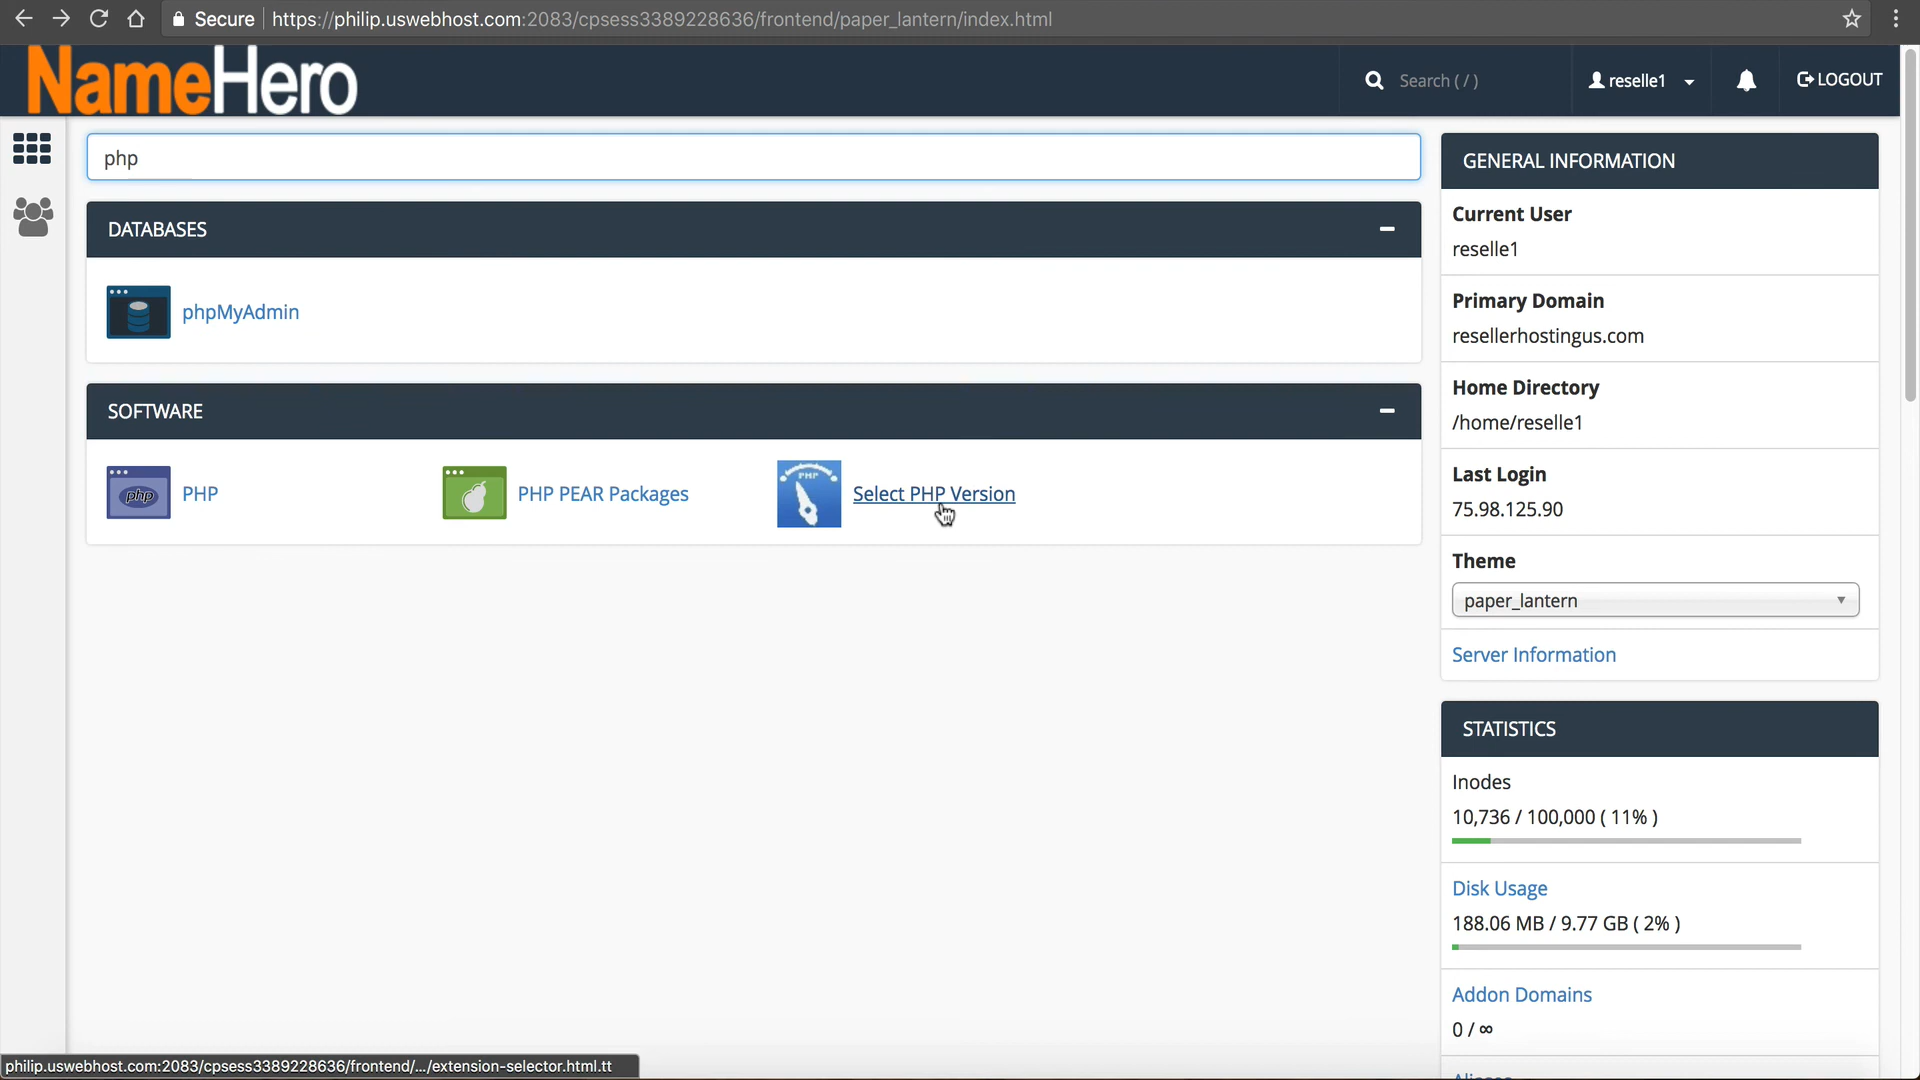 Secure
https://philip.uswebhost.com:2083/cpsess3389228636/frontend/paper_lantern/index.html
NameHero
Search ( / )
reselle1
LOGOUT
php
DATABASES
phpMyAdmin
SOFTWARE
php
PHP
PHP PEAR Packages
PHP
Select PHP Version
GENERAL INFORMATION
Current User
reselle1
Primary Domain
resellerhostingus.com
Home Directory
/home/reselle1
Last Login
75.98.125.90
Theme
paper_lantern
Server Information
STATISTICS
Inodes
10,736 / 100,000 ( 11% )
Disk Usage
188.06 MB / 9.77 GB ( 2% )
Addon Domains
0 / ∞
philip.uswebhost.com:2083/cpsess3389228636/frontend/.../extension-selector.html.tt